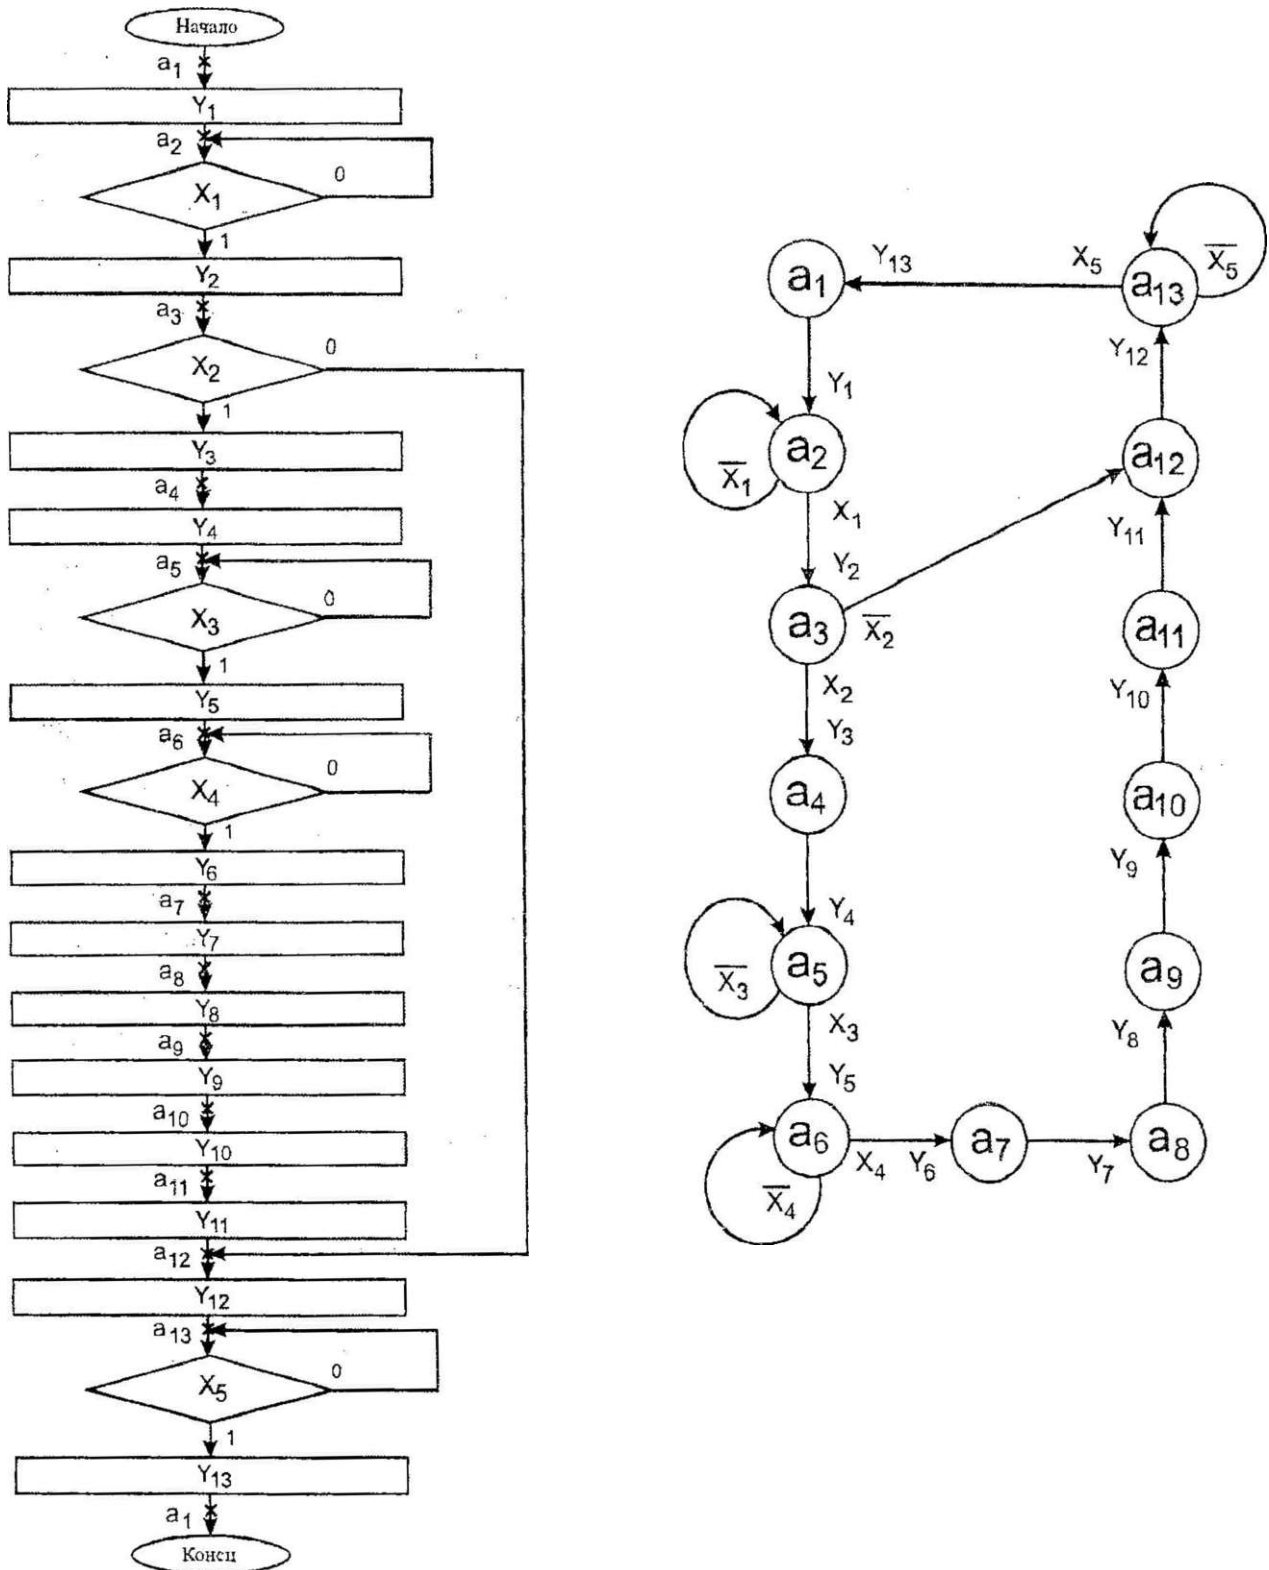 Начало
a₁
Y₁
a₂
0
X₁
1
Y₂
a₃
0
X₂
1
Y₃
a₄
Y₄
a₅
0
X₃
1
Y₅
a₆
0
X₄
1
Y₆
a₇
Y₇
a₈
Y₈
a₉
Y₉
a₁₀
Y₁₀
a₁₁
Y₁₁
a₁₂
Y₁₂
a₁₃
0
X₅
1
Y₁₃
a₁
Конец
a₁ Y₁₃ X₅ a₁₃ X̅₅
Y₁ Y₁₂
X̅₁ a₂ a₁₂
X₁ Y₁₁
Y₂
a₃ X̅₂ a₁₁
X₂ Y₁₀
Y₃
a₄ a₁₀
Y₉
Y₄
X̅₃ a₅ a₉
X₃ Y₈
Y₅
a₆ X₄ Y₆ a₇ Y₇ a₈
X̅₄